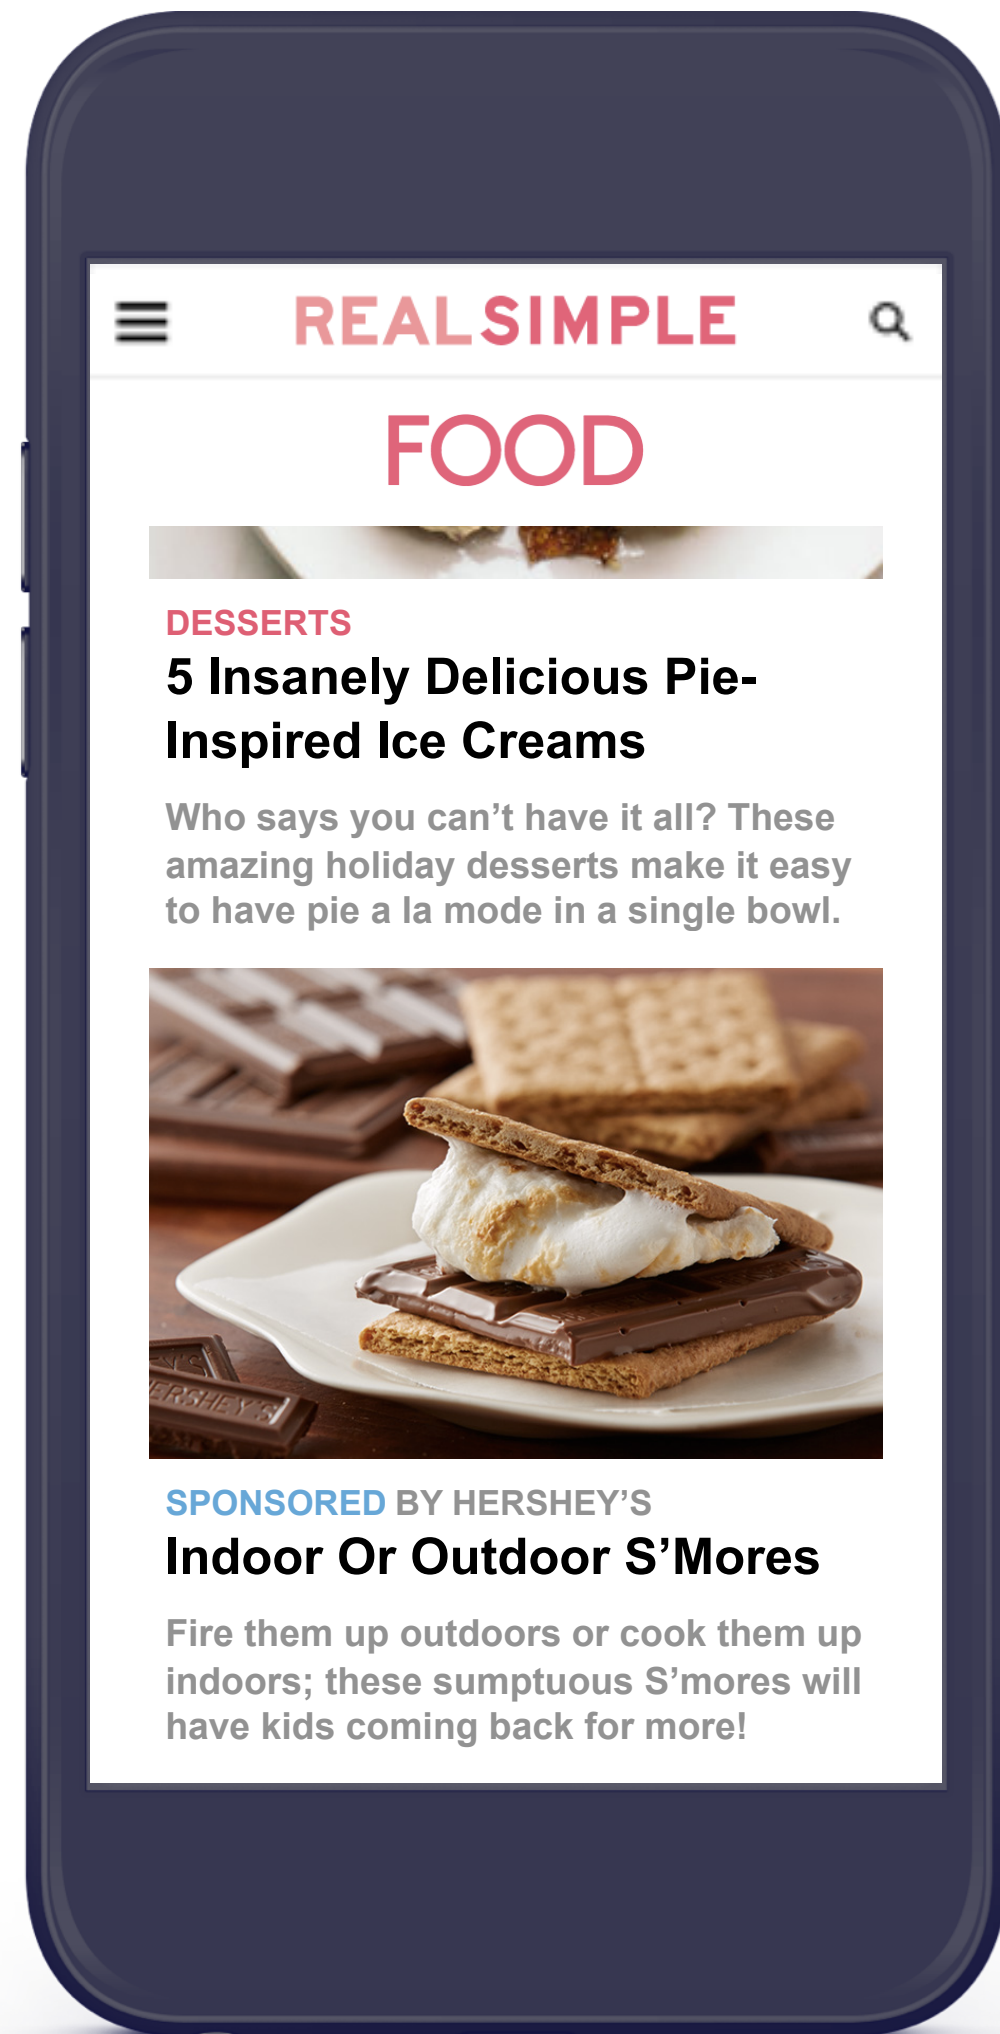 REALSIMPLE
FOOD
DESSERTS
5 Insanely Delicious Pie-
Inspired Ice Creams
Who says you can’t have it all? These
amazing holiday desserts make it easy
to have pie a la mode in a single bowl.
HERSHEY'S
SPONSORED BY HERSHEY’S
Indoor Or Outdoor S’Mores
Fire them up outdoors or cook them up
indoors; these sumptuous S’mores will
have kids coming back for more!